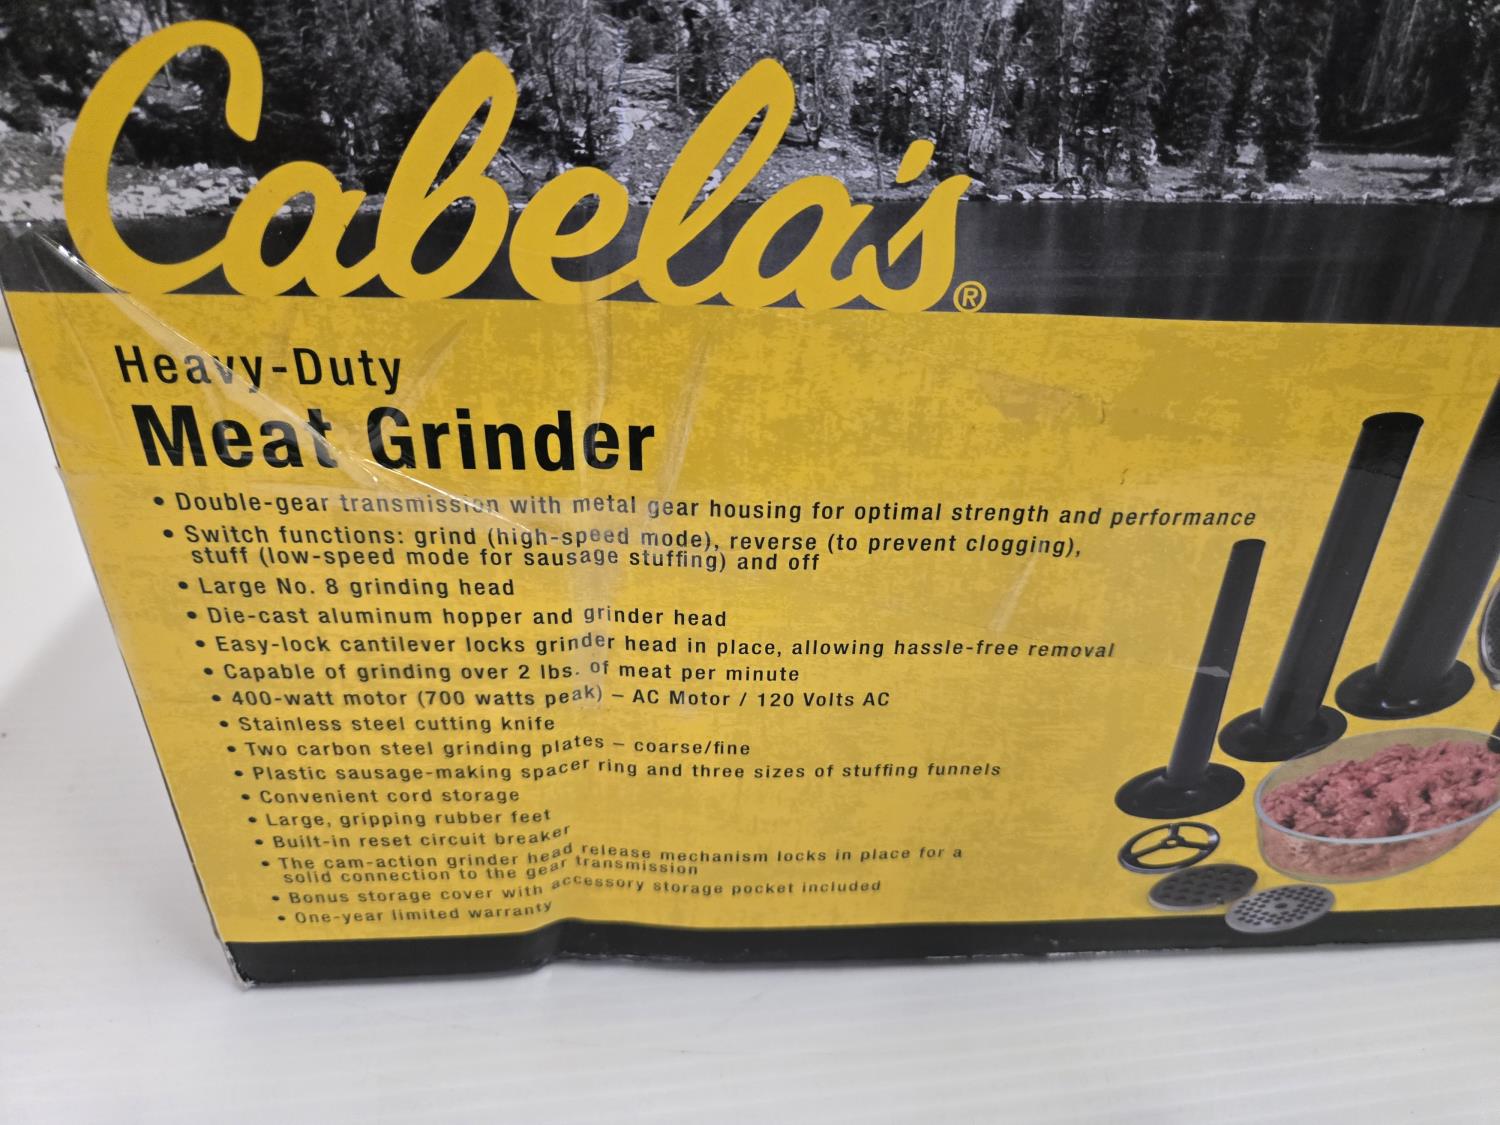 Cabela's®
Heavy-Duty
Meat Grinder
• Double-gear transmission with metal gear housing for optimal strength and performance
• Switch functions: grind (high-speed mode), reverse (to prevent clogging),
stuff (low-speed mode for sausage stuffing) and off
• Large No. 8 grinding head
• Die-cast aluminum hopper and grinder head
• Easy-lock cantilever locks grinder head in place, allowing hassle-free removal
• Capable of grinding over 2 lbs. of meat per minute
• 400-watt motor (700 watts peak) – AC Motor / 120 Volts AC
• Stainless steel cutting knife
• Two carbon steel grinding plates – coarse/fine
• Plastic sausage-making spacer ring and three sizes of stuffing funnels
• Convenient cord storage
• Large, gripping rubber feet
• Built-in reset circuit breaker
• The cam-action grinder head release mechanism locks in place for a
solid connection to the gear transmission
• Bonus storage cover with accessory storage pocket included
• One-year limited warranty